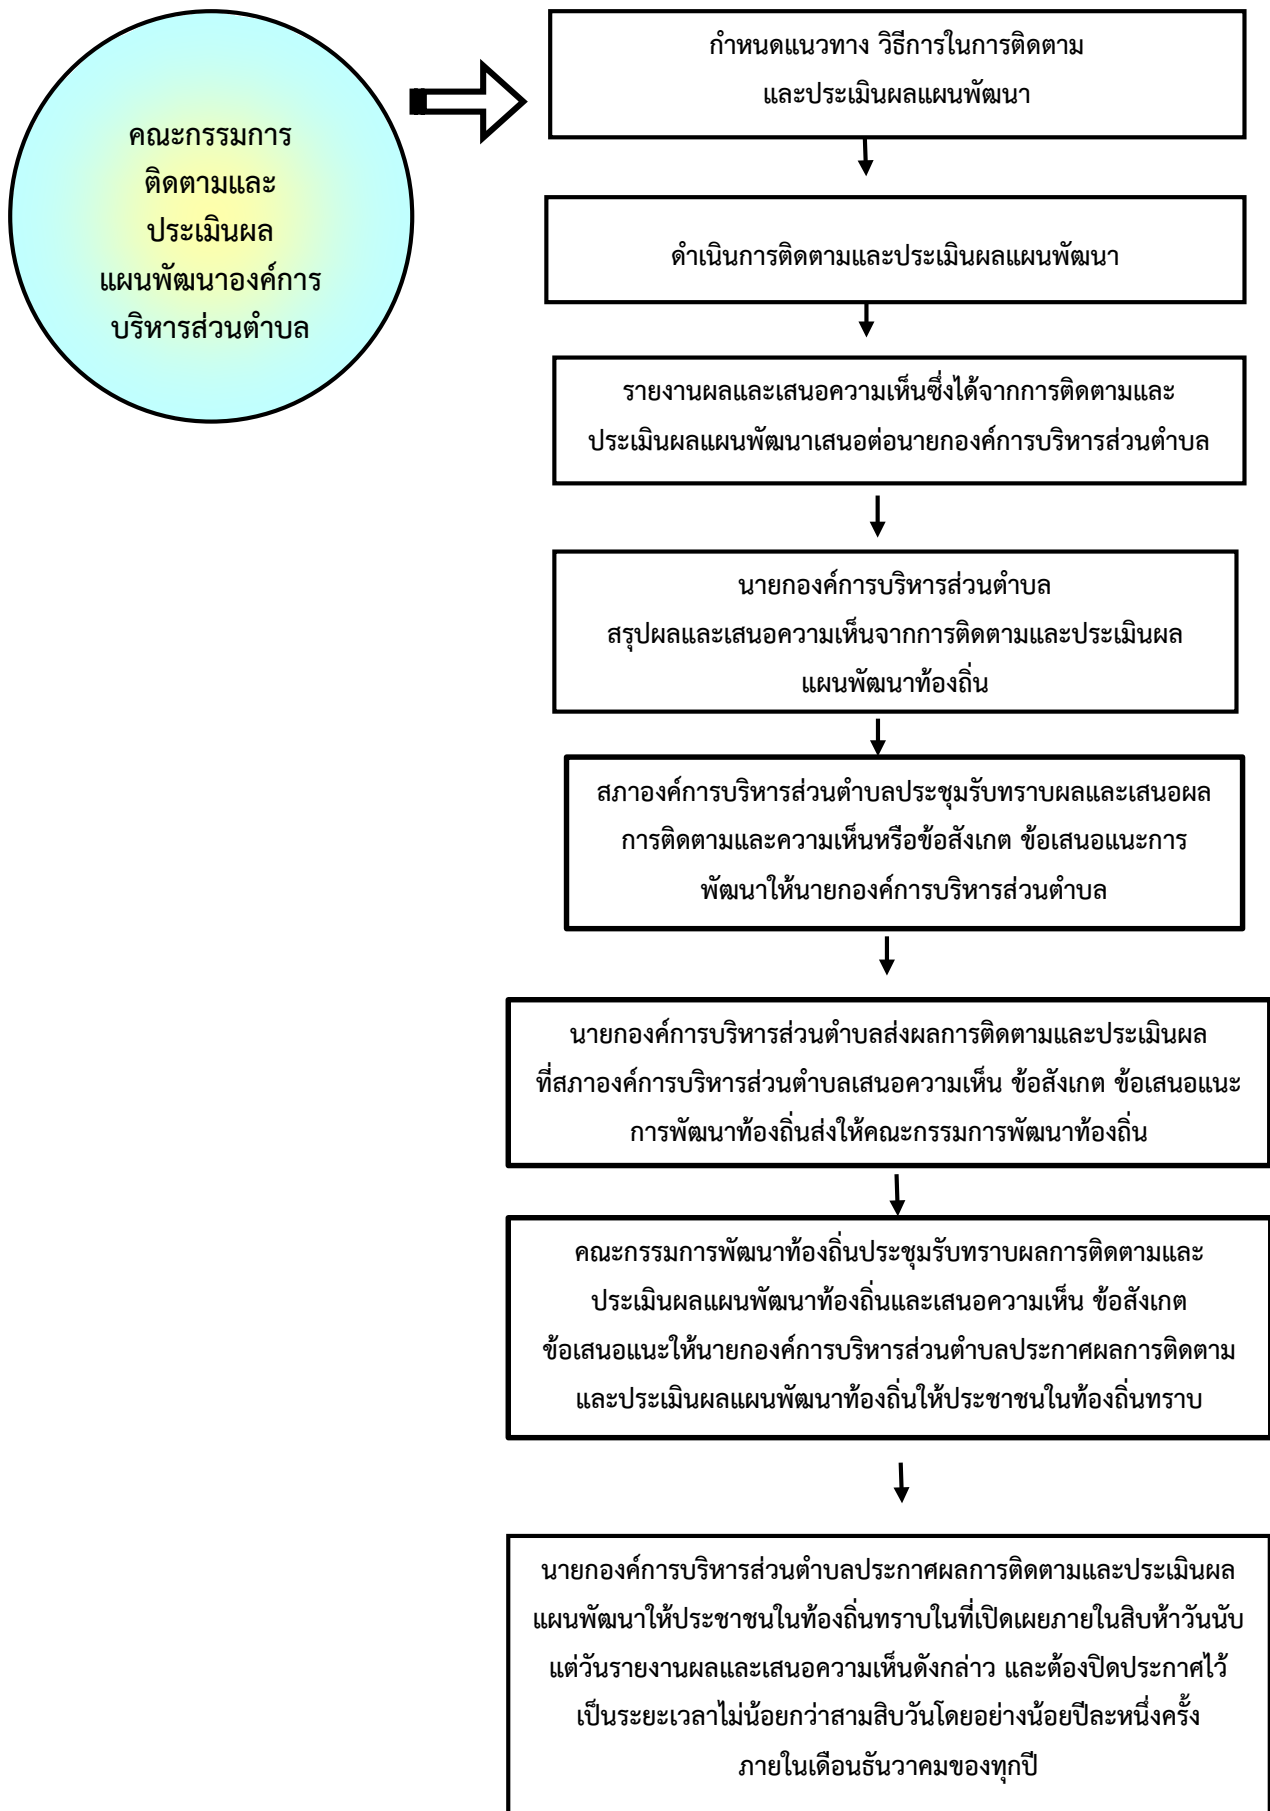 คณะกรรมการ
ติดตามและ
ประเมินผล
แผนพัฒนาองค์การ
บริหารส่วนตำบล
กำหนดแนวทาง วิธีการในการติดตาม
และประเมินผลแผนพัฒนา
ดำเนินการติดตามและประเมินผลแผนพัฒนา
รายงานผลและเสนอความเห็นซึ่งได้จากการติดตามและ
ประเมินผลแผนพัฒนาเสนอต่อนายกองค์การบริหารส่วนตำบล
นายกองค์การบริหารส่วนตำบล
สรุปผลและเสนอความเห็นจากการติดตามและประเมินผล
แผนพัฒนาท้องถิ่น
สภาองค์การบริหารส่วนตำบลประชุมรับทราบผลและเสนอผล
การติดตามและความเห็นหรือข้อสังเกต ข้อเสนอแนะการ
พัฒนาให้นายกองค์การบริหารส่วนตำบล
นายกองค์การบริหารส่วนตำบลส่งผลการติดตามและประเมินผล
ที่สภาองค์การบริหารส่วนตำบลเสนอความเห็น ข้อสังเกต ข้อเสนอแนะ
การพัฒนาท้องถิ่นส่งให้คณะกรรมการพัฒนาท้องถิ่น
คณะกรรมการพัฒนาท้องถิ่นประชุมรับทราบผลการติดตามและ
ประเมินผลแผนพัฒนาท้องถิ่นและเสนอความเห็น ข้อสังเกต
ข้อเสนอแนะให้นายกองค์การบริหารส่วนตำบลประกาศผลการติดตาม
และประเมินผลแผนพัฒนาท้องถิ่นให้ประชาชนในท้องถิ่นทราบ
นายกองค์การบริหารส่วนตำบลประกาศผลการติดตามและประเมินผล
แผนพัฒนาให้ประชาชนในท้องถิ่นทราบในที่เปิดเผยภายในสิบห้าวันนับ
แต่วันรายงานผลและเสนอความเห็นดังกล่าว และต้องปิดประกาศไว้
เป็นระยะเวลาไม่น้อยกว่าสามสิบวันโดยอย่างน้อยปีละหนึ่งครั้ง
ภายในเดือนธันวาคมของทุกปี